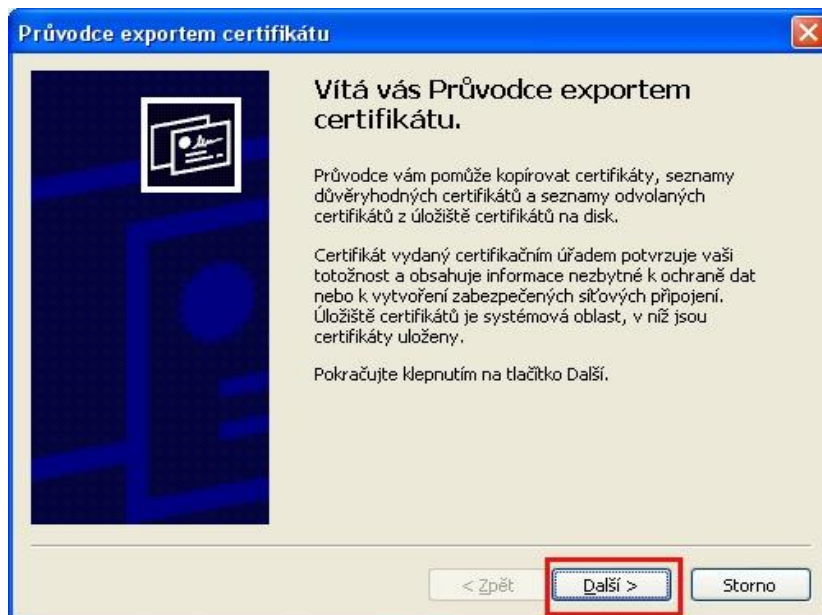 Průvodce exportem certifikátu
Vítá vás Průvodce exportem
certifikátu.
Průvodce vám pomůže kopírovat certifikáty, seznamy
důvěryhodných certifikátů a seznamy odvolaných
certifikátů z úložiště certifikátů na disk.
Certifikát vydaný certifikačním úřadem potvrzuje vaši
totožnost a obsahuje informace nezbytné k ochraně dat
nebo k vytvoření zabezpečených síťových připojení.
Úložiště certifikátů je systémová oblast, v níž jsou
certifikáty uloženy.
Pokračujte klepnutím na tlačítko Další.
< Zpět
Další >
Storno